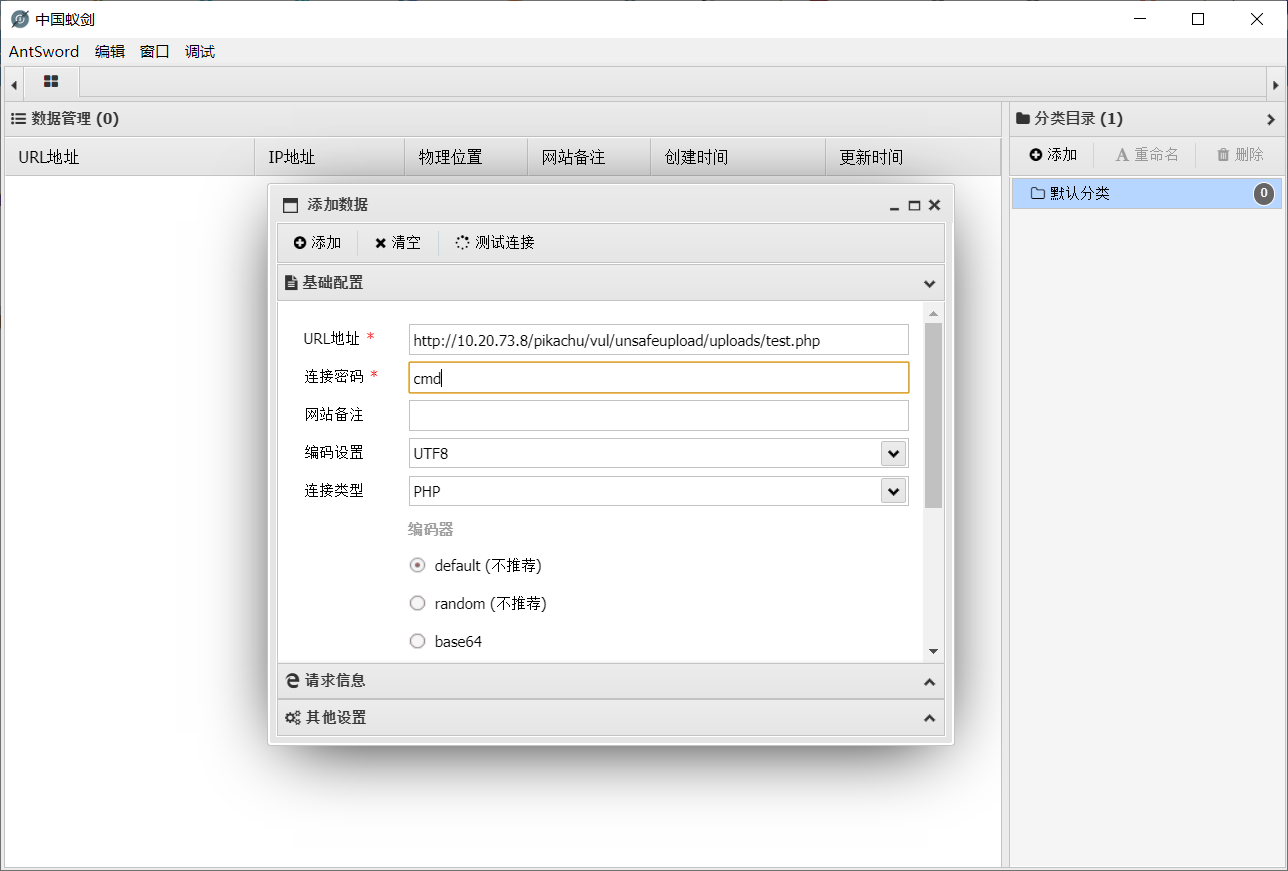 中国蚁剑
AntSword 编辑 窗口 调试
数据管理 (0)
分类目录 (1)
URL地址 IP地址 物理位置 网站备注 创建时间 更新时间
添加 重命名 删除
默认分类 0
添加数据
添加 清空 测试连接
基础配置
URL地址 * http://10.20.73.8/pikachu/vul/unsafeupload/uploads/test.php
连接密码 * cmd
网站备注
编码设置 UTF8
连接类型 PHP
编码器
default (不推荐)
random (不推荐)
base64
请求信息
其他设置